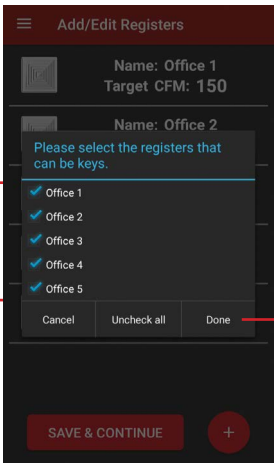 Add/Edit Registers
Name: Office 1
Target CFM: 150
Name: Office 2
Please select the registers that
can be keys.
Office 1
Office 2
Office 3
Office 4
Office 5
Cancel Uncheck all Done
SAVE & CONTINUE +